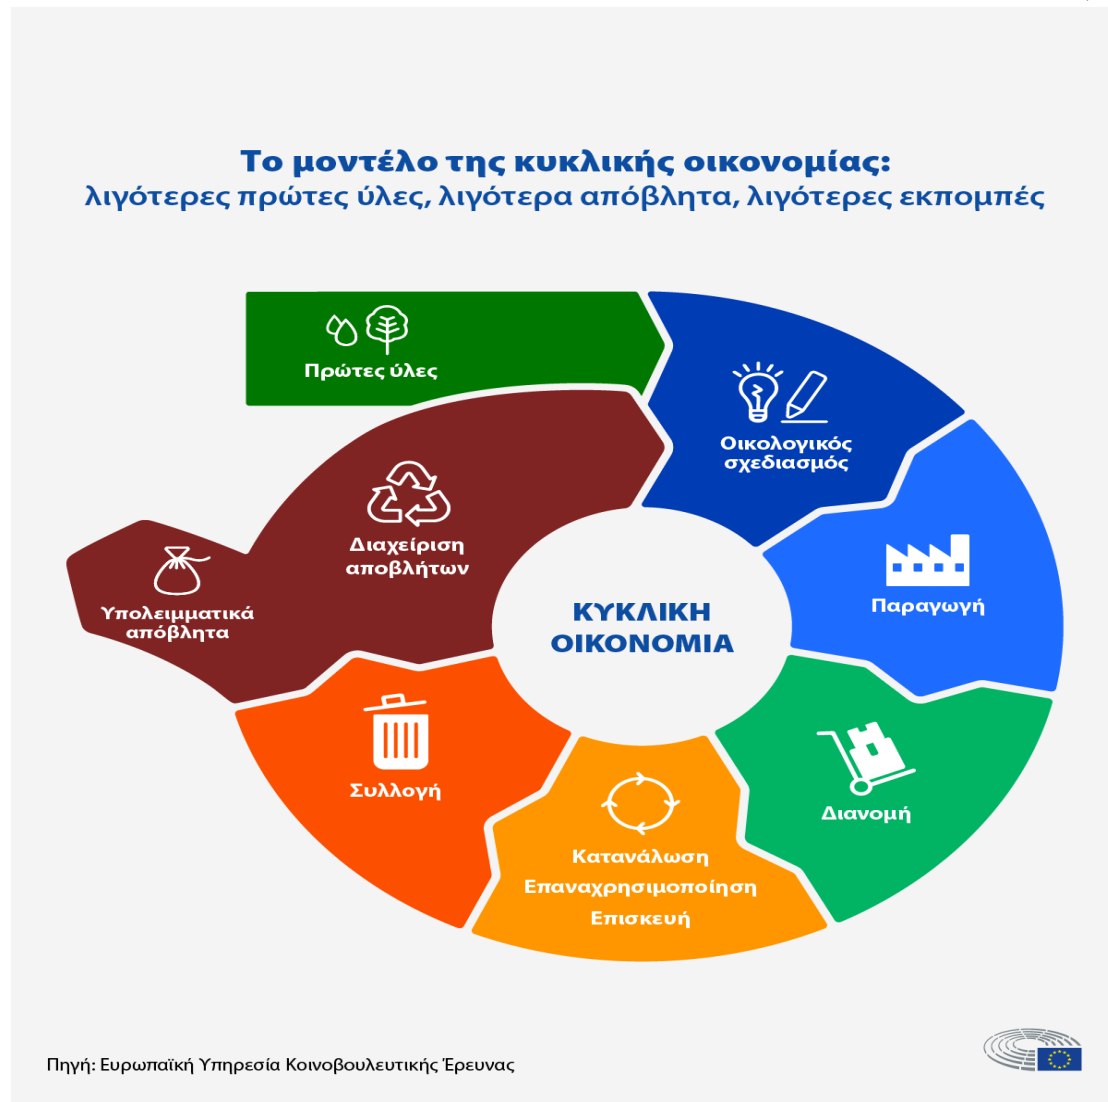 Το μοντέλο της κυκλικής οικονομίας:
λιγότερες πρώτες ύλες, λιγότερα απόβλητα, λιγότερες εκπομπές
Πρώτες ύλες
Οικολογικός
σχεδιασμός
Παραγωγή
Διανομή
Κατανάλωση
Επαναχρησιμοποίηση
Επισκευή
Συλλογή
Διαχείριση
αποβλήτων
Υπολειμματικά
απόβλητα
ΚΥΚΛΙΚΗ
ΟΙΚΟΝΟΜΙΑ
Πηγή: Ευρωπαϊκή Υπηρεσία Κοινοβουλευτικής Έρευνας